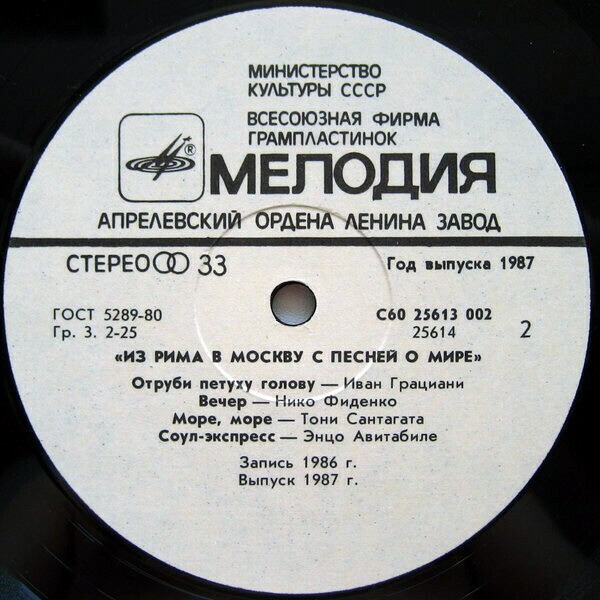 МИНИСТЕРСТВО
КУЛЬТУРЫ СССР
ВСЕСОЮЗНАЯ ФИРМА
ГРАМПЛАСТИНОК
®
МЕЛОДИЯ
АПРЕЛЕВСКИЙ ОРДЕНА ЛЕНИНА ЗАВОД
СТЕРЕО 33
Год выпуска 1987
ГОСТ 5289-80
Гр. 3. 2-25
С60 25613 002
25614
2
«ИЗ РИМА В МОСКВУ С ПЕСНЕЙ О МИРЕ»
Отруби петуху голову — Иван Грациани
Вечер — Нико Фиденко
Море, море — Тони Сантагата
Соул-экспресс — Энцо Авитабиле
Запись 1986 г.
Выпуск 1987 г.